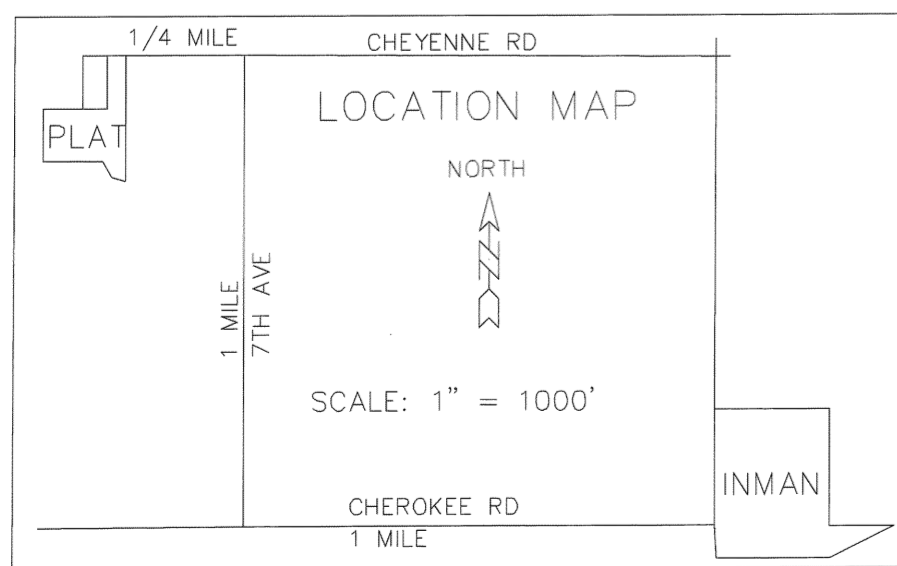 1/4 MILE
CHEYENNE RD
LOCATION MAP
PLAT
NORTH
N
1 MILE
7TH AVE
SCALE: 1" = 1000'
INMAN
CHEROKEE RD
1 MILE